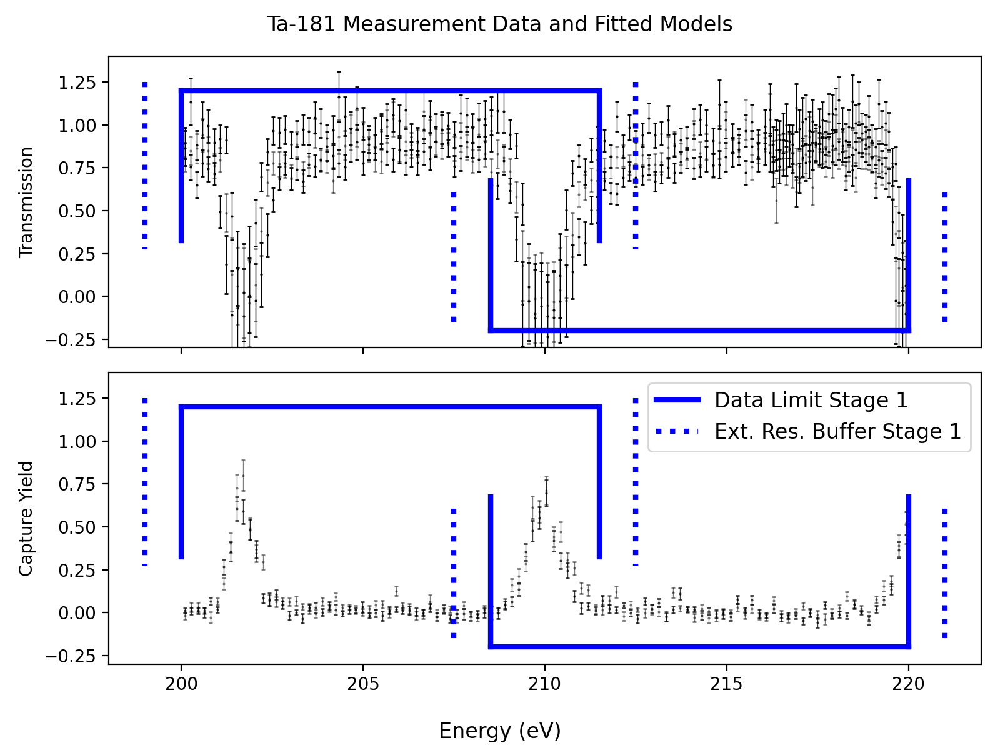 Ta-181 Measurement Data and Fitted Models
1.25
1.00
0.75
0.50
0.25
0.00
−0.25
Transmission
1.25
1.00
0.75
0.50
0.25
0.00
−0.25
Capture Yield
Data Limit Stage 1
Ext. Res. Buffer Stage 1
200 205 210 215 220
Energy (eV)